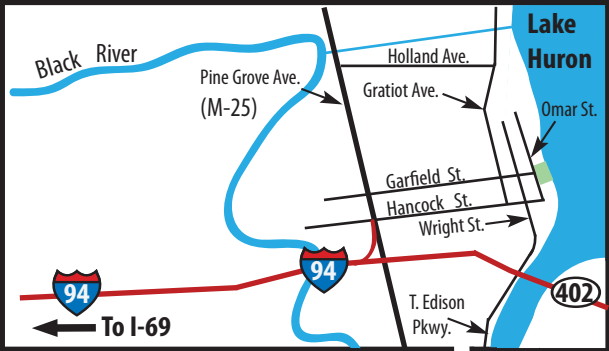 Lake
Huron
Black River
Holland Ave.
Pine Grove Ave.
(M-25)
Gratiot Ave.
Omar St.
Garfield St.
Hancock St.
Wright St.
94
94
402
T. Edison
Pkwy.
To I-69